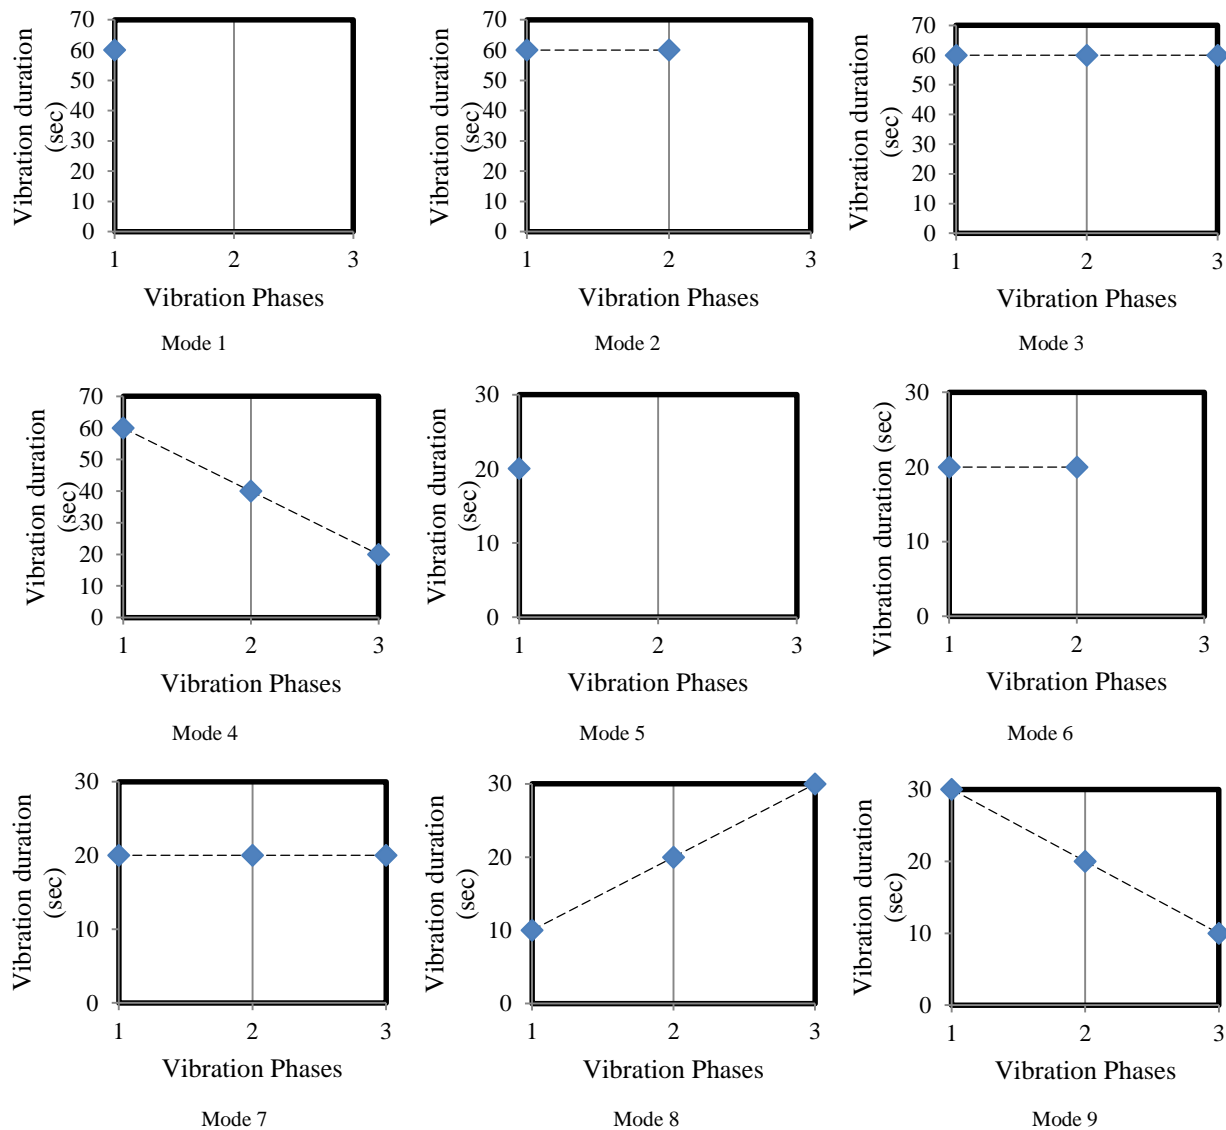 Vibration duration
(sec)
70
60
50
40
30
20
10
0
1 2 3
Vibration Phases
Mode 1
Vibration duration
(sec)
70
60
50
40
30
20
10
0
1 2 3
Vibration Phases
Mode 2
Vibration duration
(sec)
70
60
50
40
30
20
10
0
1 2 3
Vibration Phases
Mode 3
Vibration duration
(sec)
70
60
50
40
30
20
10
0
1 2 3
Vibration Phases
Mode 4
Vibration duration
(sec)
30
20
10
0
1 2 3
Vibration Phases
Mode 5
Vibration duration (sec)
30
20
10
0
1 2 3
Vibration Phases
Mode 6
Vibration duration
(sec)
30
20
10
0
1 2 3
Vibration Phases
Mode 7
Vibration duration
(sec)
30
20
10
0
1 2 3
Vibration Phases
Mode 8
Vibration duration
(sec)
30
20
10
0
1 2 3
Vibration Phases
Mode 9